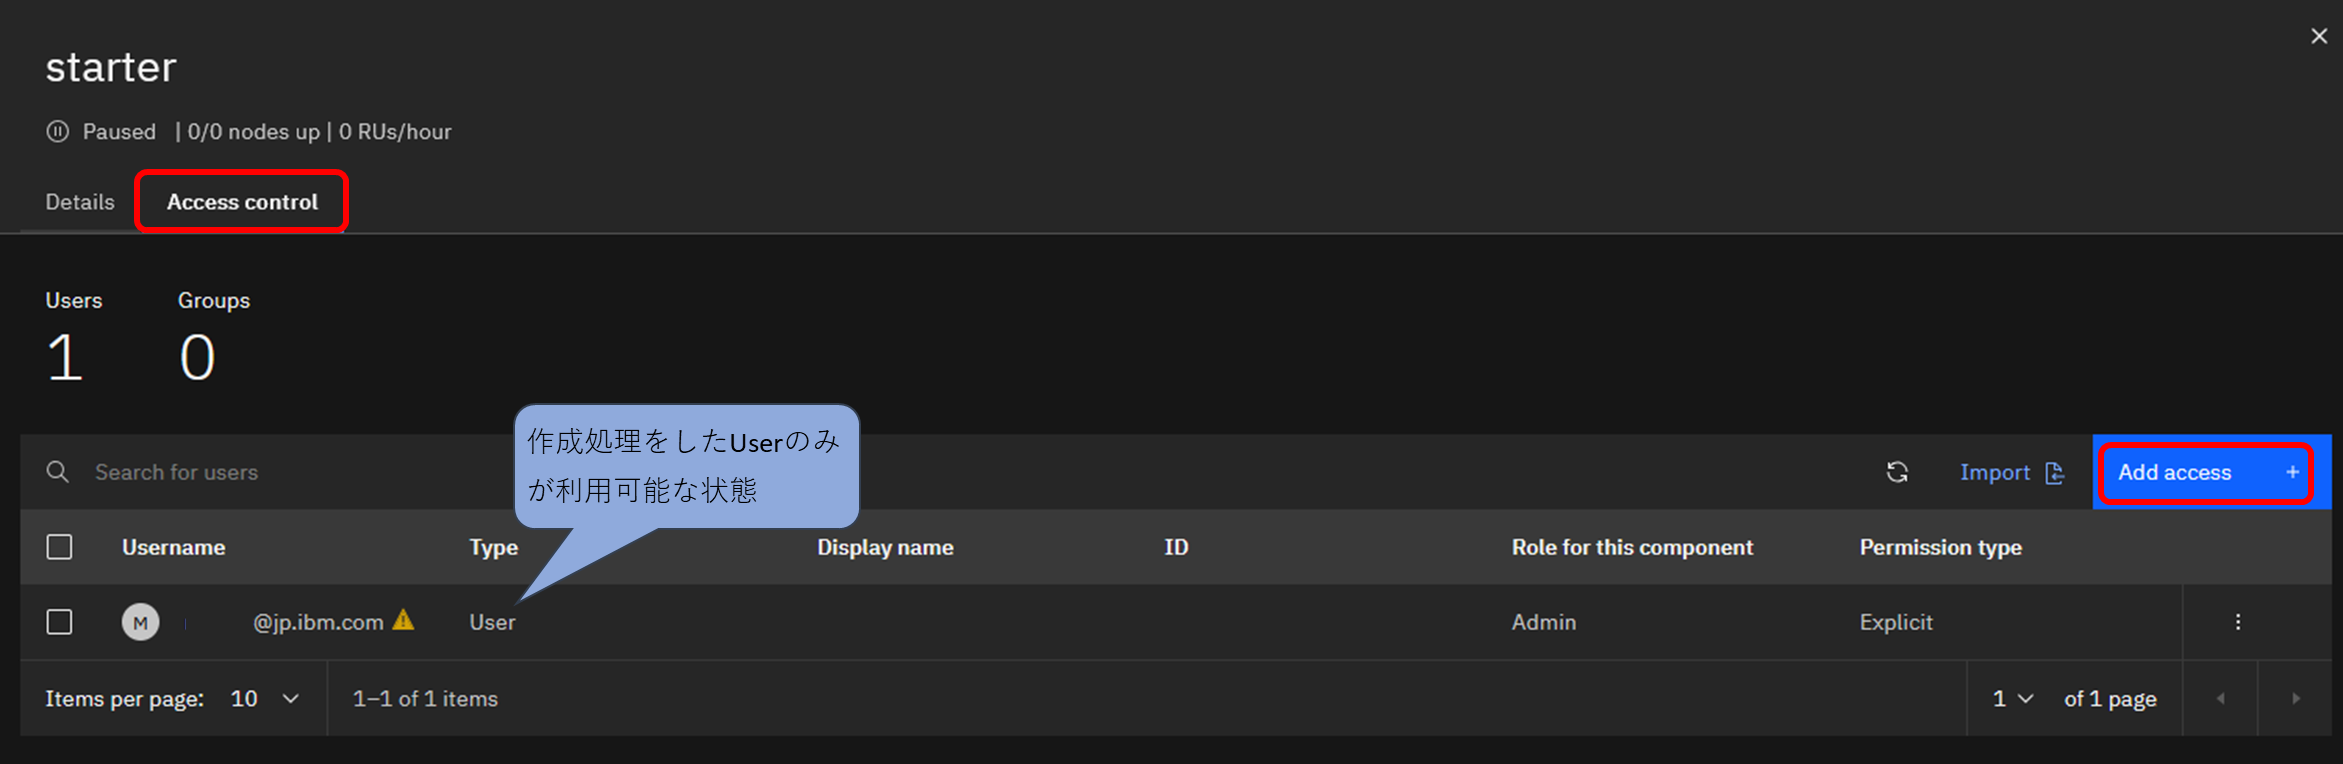 starter
Paused | 0/0 nodes up | 0 RUs/hour
Details Access control
Users Groups
1 0
作成処理をしたUserのみ
が利用可能な状態
Search for users Import Add access +
Username Type Display name ID Role for this component Permission type
M @jp.ibm.com User Admin Explicit
Items per page: 10 1–1 of 1 items 1 of 1 page